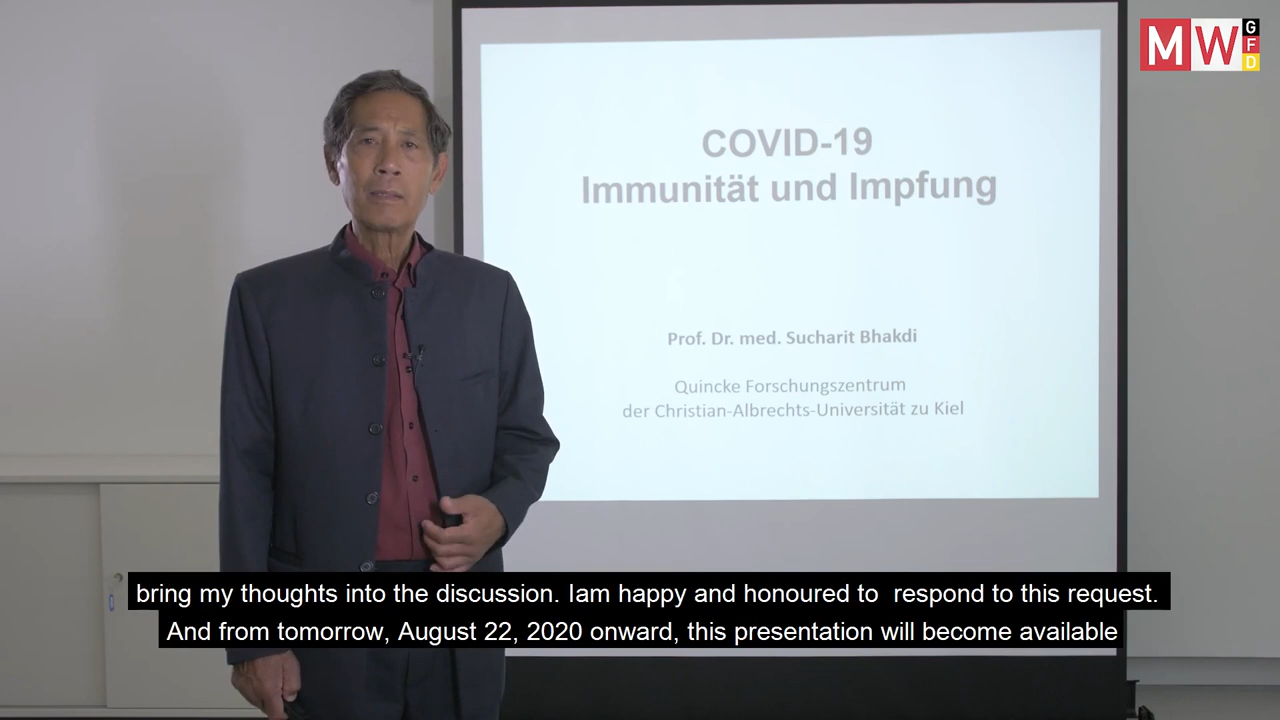 MW
G
F
D
COVID-19
Immunität und Impfung
Prof. Dr. med. Sucharit Bhakdi
Quincke Forschungszentrum
der Christian-Albrechts-Universität zu Kiel
bring my thoughts into the discussion. Iam happy and honoured to  respond to this request.
And from tomorrow, August 22, 2020 onward, this presentation will become available